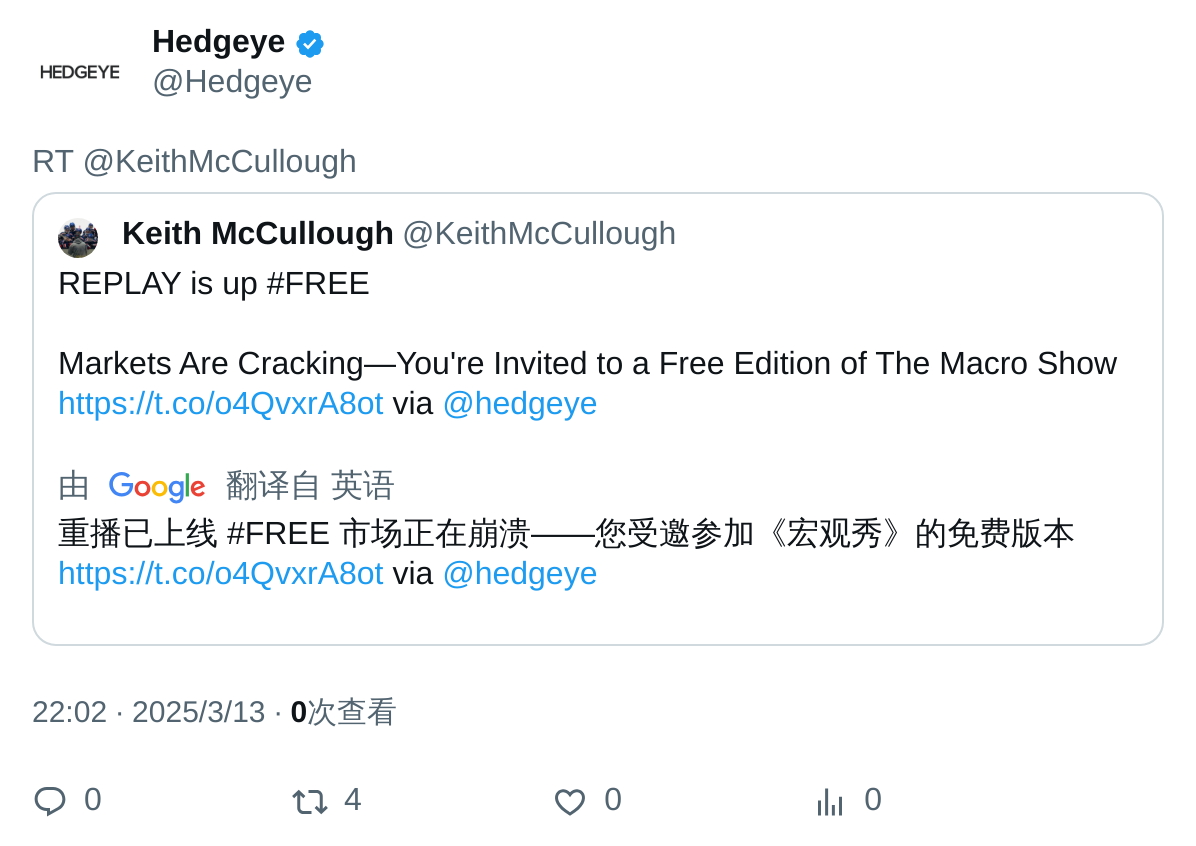 HEDGEYE
Hedgeye
@Hedgeye
RT @KeithMcCullough
Keith McCullough @KeithMcCullough
REPLAY is up #FREE
Markets Are Cracking—You're Invited to a Free Edition of The Macro Show
https://t.co/o4QvxrA8ot via @hedgeye
由 Google 翻译自 英语
重播已上线 #FREE 市场正在崩溃——您受邀参加《宏观秀》的免费版本
https://t.co/o4QvxrA8ot via @hedgeye
22:02 · 2025/3/13 · 0次查看
0 4 0 0